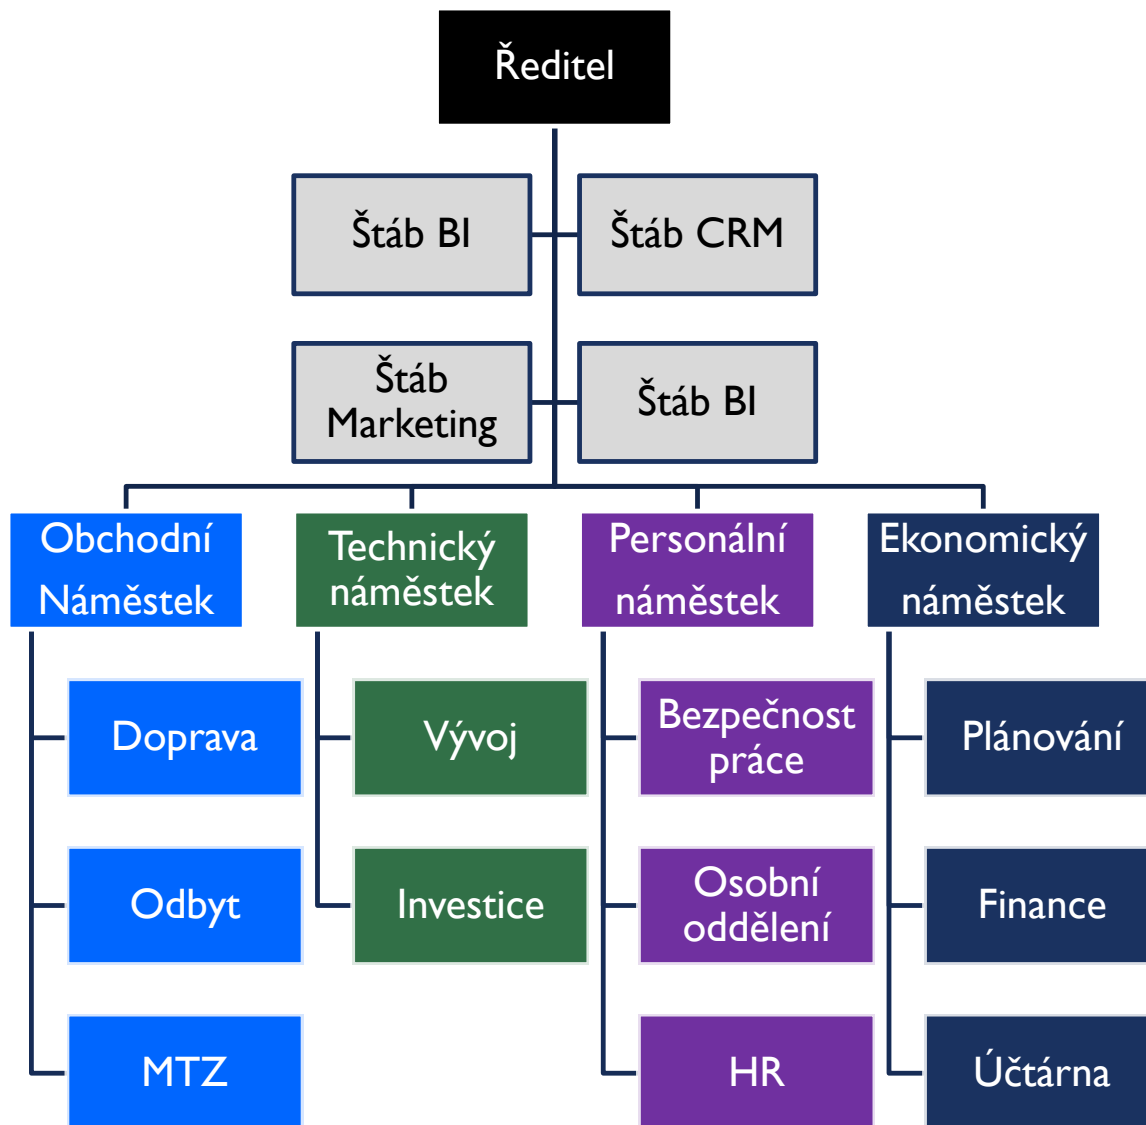 Ředitel
Štáb BI
Štáb CRM
Štáb
Marketing
Štáb BI
Obchodní
Náměstek
Technický
náměstek
Personální
náměstek
Ekonomický
náměstek
Doprava
Vývoj
Bezpečnost
práce
Plánování
Odbyt
Investice
Osobní
oddělení
Finance
MTZ
HR
Účtárna